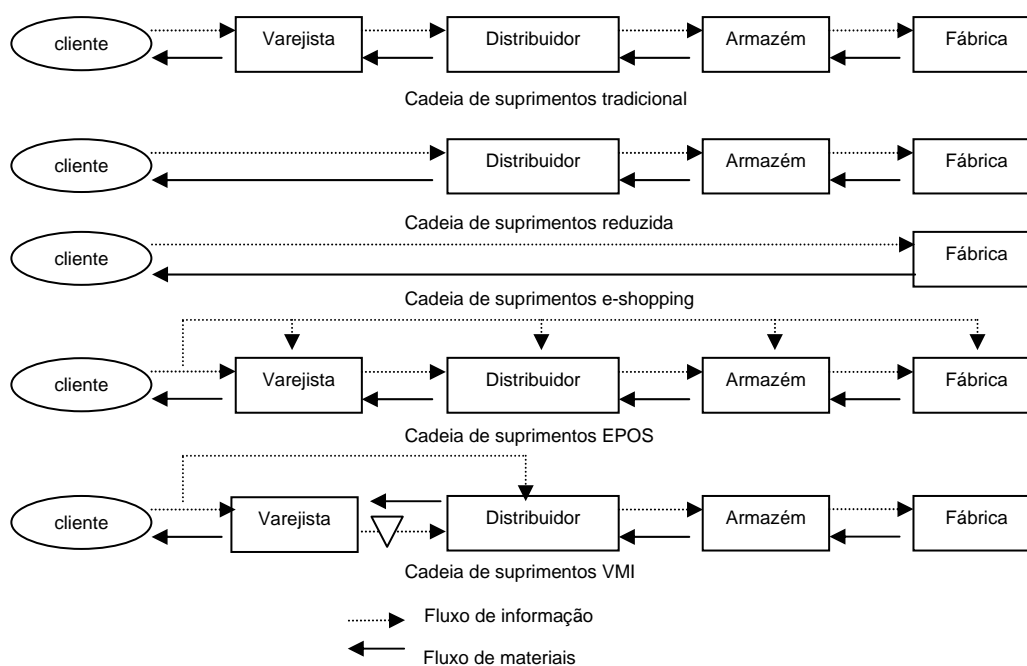 cliente Varejista Distribuidor Armazém Fábrica
Cadeia de suprimentos tradicional
cliente Distribuidor Armazém Fábrica
Cadeia de suprimentos reduzida
cliente Fábrica
Cadeia de suprimentos e-shopping
cliente Varejista Distribuidor Armazém Fábrica
Cadeia de suprimentos EPOS
cliente Varejista Distribuidor Armazém Fábrica
Cadeia de suprimentos VMI
Fluxo de informação
Fluxo de materiais